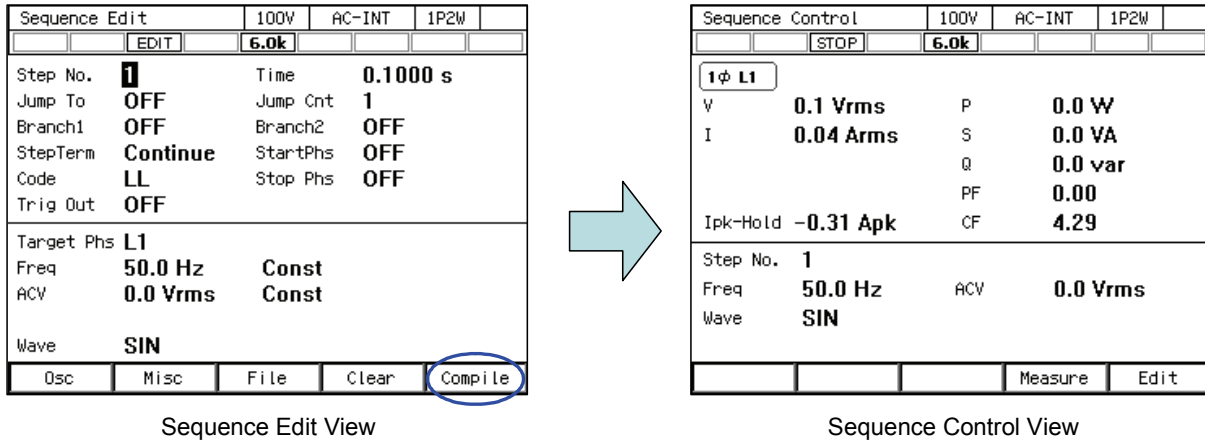 Sequence Edit 100V AC-INT 1P2W
EDIT 6.0k
Step No. 1 Time 0.1000 s
Jump To OFF Jump Cnt 1
Branch1 OFF Branch2 OFF
StepTerm Continue StartPhs OFF
Code LL Stop Phs OFF
Trig Out OFF
Target Phs L1
Freq 50.0 Hz Const
ACV 0.0 Vrms Const
Wave SIN
Osc Misc File Clear Compile
Sequence Edit View
Sequence Control 100V AC-INT 1P2W
STOP 6.0k
1ϕ L1
V 0.1 Vrms P 0.0 W
I 0.04 Arms S 0.0 VA
Q 0.0 var
PF 0.00
Ipk-Hold -0.31 Apk CF 4.29
Step No. 1
Freq 50.0 Hz ACV 0.0 Vrms
Wave SIN
Measure Edit
Sequence Control View